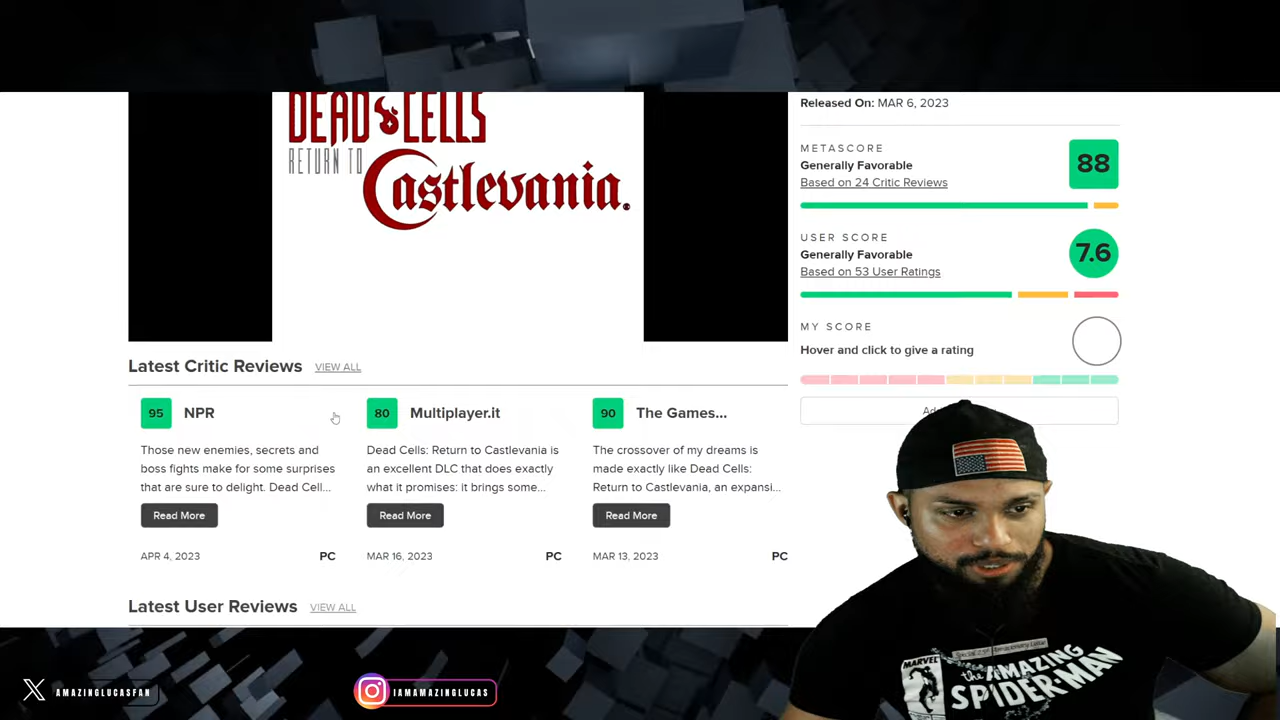 DEAD CELLS
RETURN TO
Castlevania.
Released On: MAR 6, 2023
METASCORE
Generally Favorable
88
Based on 24 Critic Reviews
USER SCORE
Generally Favorable
7.6
Based on 53 User Ratings
MY SCORE
Hover and click to give a rating
Latest Critic Reviews VIEW ALL
95 NPR
Those new enemies, secrets and
boss fights make for some surprises
that are sure to delight. Dead Cell...
Read More
APR 4, 2023 PC
80 Multiplayer.it
Dead Cells: Return to Castlevania is
an excellent DLC that does exactly
what it promises: it brings some...
Read More
MAR 16, 2023 PC
90 The Games...
The crossover of my dreams is
made exactly like Dead Cells:
Return to Castlevania, an expansi...
Read More
MAR 13, 2023 PC
Latest User Reviews VIEW ALL
MARVEL
the AMAZING
SPIDER-MAN
AMAZINGLUCASFAN
IAMAMAZINGLUCAS